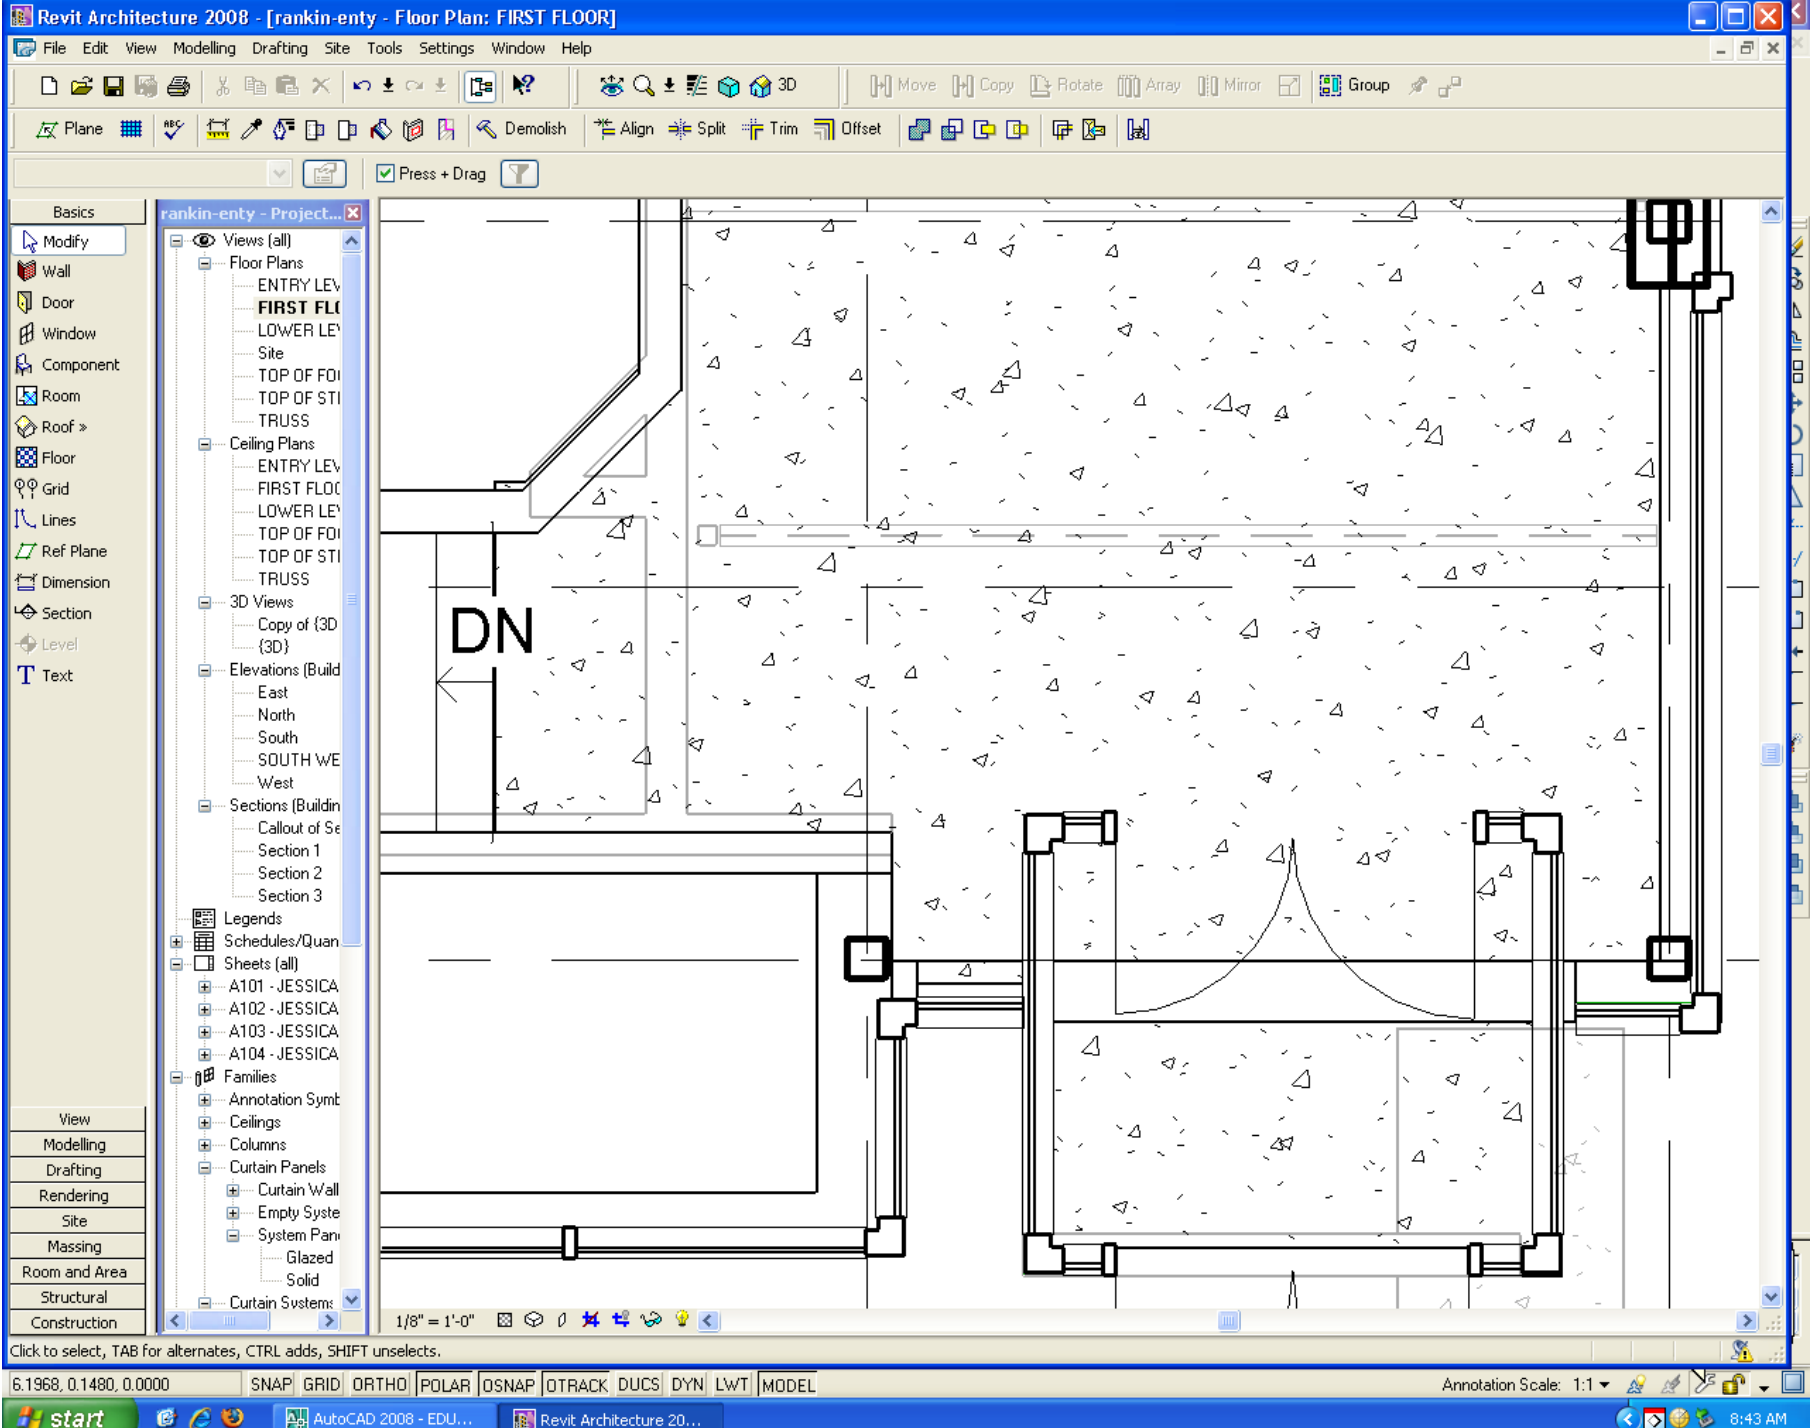 Revit Architecture 2008 - [rankin-enty - Floor Plan: FIRST FLOOR]
File Edit View Modelling Drafting Site Tools Settings Window Help
3D Move Copy Rotate Array Mirror Group
Plane ABC Demolish Align Split Trim Offset
Press + Drag
Basics
Modify
Wall
Door
Window
Component
Room
Roof »
Floor
Grid
Lines
Ref Plane
Dimension
Section
Level
Text
View
Modelling
Drafting
Rendering
Site
Massing
Room and Area
Structural
Construction
rankin-enty - Project...
Views (all)
Floor Plans
ENTRY LEV
FIRST FLO
LOWER LEV
Site
TOP OF FO
TOP OF STI
TRUSS
Ceiling Plans
ENTRY LEV
FIRST FLOO
LOWER LEV
TOP OF FO
TOP OF STI
TRUSS
3D Views
Copy of {3D
{3D}
Elevations (Build
East
North
South
SOUTH WE
West
Sections (Buildin
Callout of Se
Section 1
Section 2
Section 3
Legends
Schedules/Quan
Sheets (all)
A101 - JESSICA
A102 - JESSICA
A103 - JESSICA
A104 - JESSICA
Families
Annotation Symb
Ceilings
Columns
Curtain Panels
Curtain Wall
Empty Syste
System Pan
Glazed
Solid
Curtain Systems
DN
1/8" = 1'-0"
Click to select, TAB for alternates, CTRL adds, SHIFT unselects.
6.1968, 0.1480, 0.0000 SNAP GRID ORTHO POLAR OSNAP OTRACK DUCS DYN LWT MODEL Annotation Scale: 1:1
start AutoCAD 2008 - EDU... Revit Architecture 20... 8:43 AM